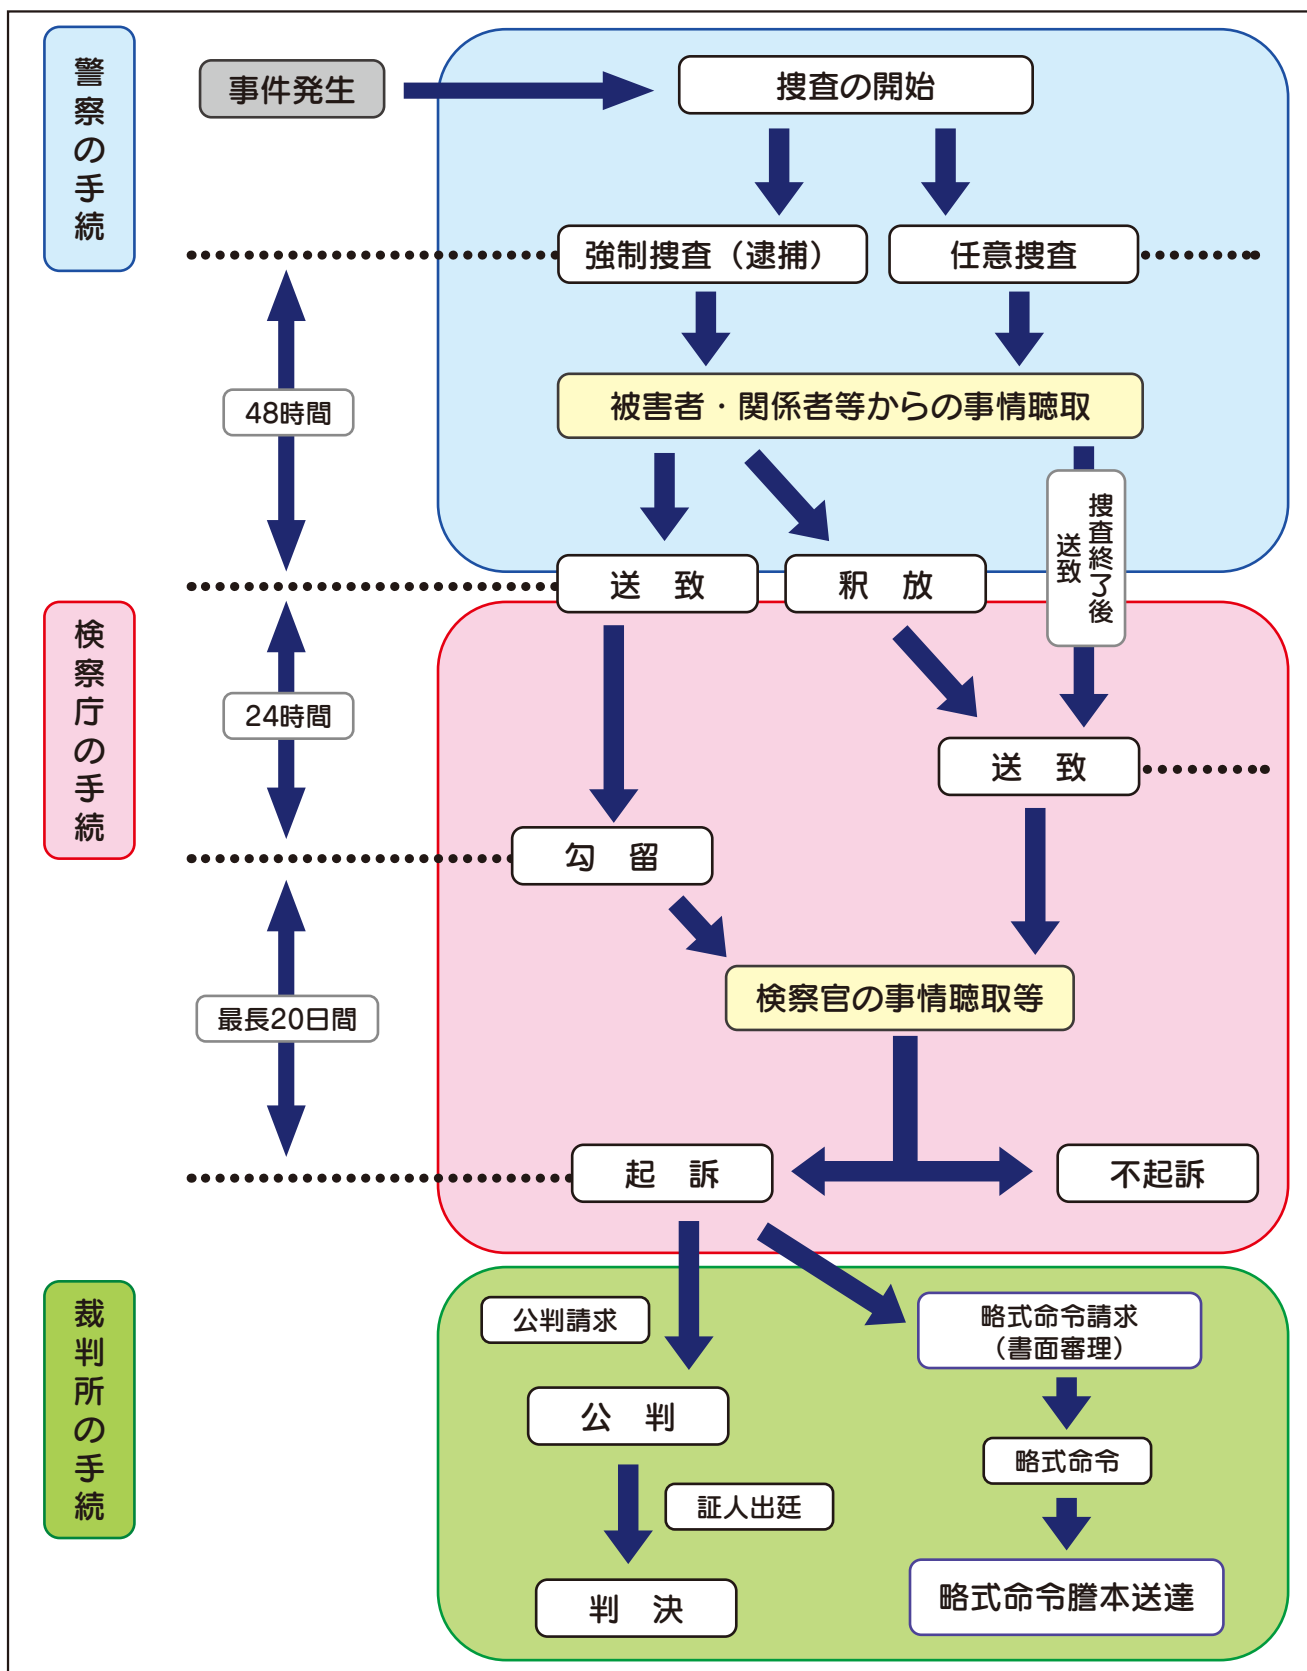 警察の手続
事件発生
捜査の開始
強制捜査（逮捕）
任意捜査
48時間
被害者・関係者等からの事情聴取
捜査終了後
送致
送　致
釈　放
検察庁の手続
24時間
送　致
勾　留
検察官の事情聴取等
最長20日間
起　訴
不起訴
裁判所の手続
公判請求
略式命令請求
（書面審理）
公　判
略式命令
証人出廷
判　決
略式命令謄本送達